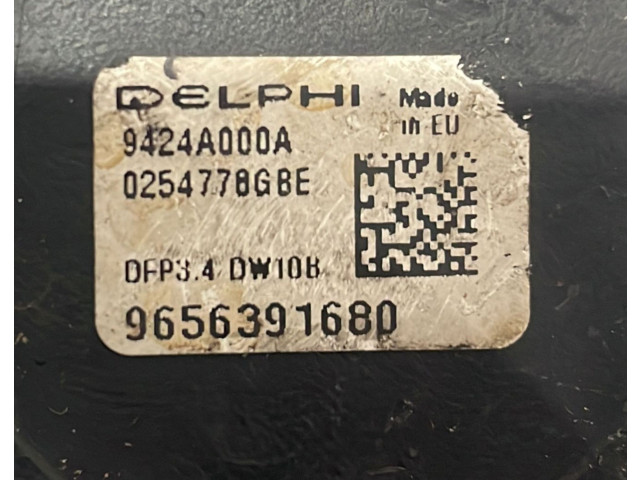 DELPHI
Made
in EU
9424A000A
0254778GBE
DFP3.4 DW10B
9656391680